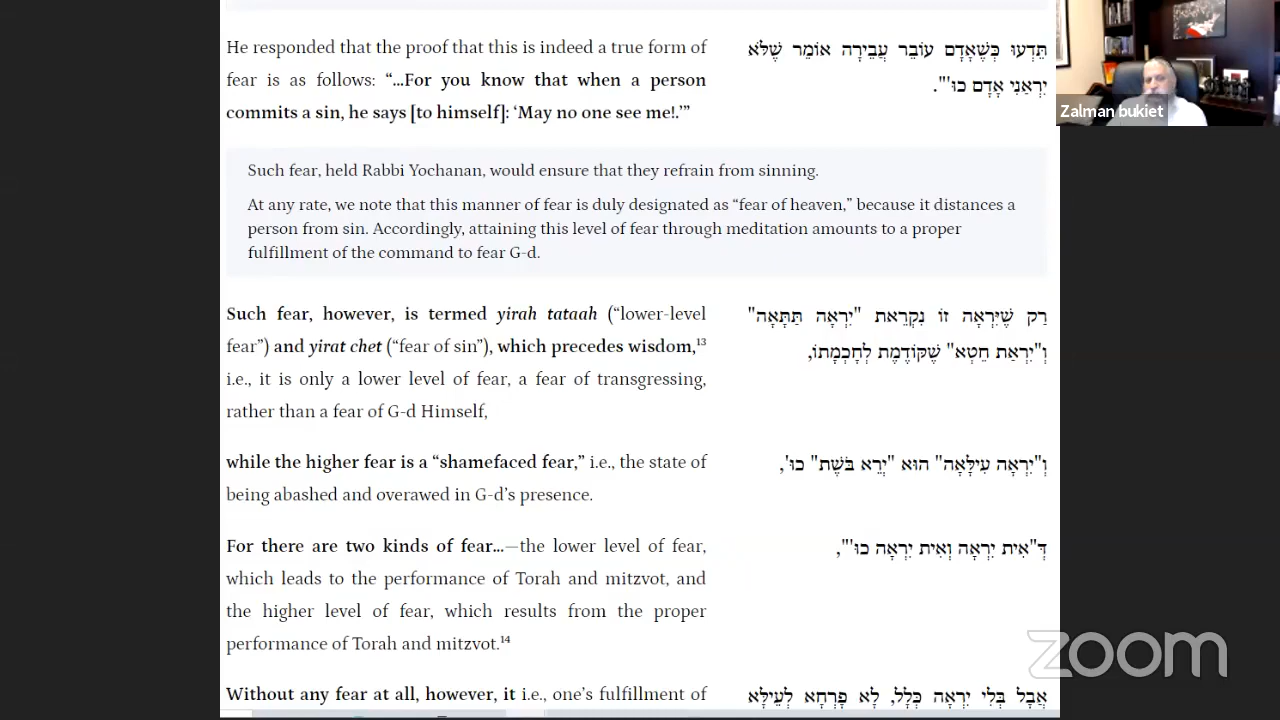 He responded that the proof that this is indeed a true form of
fear is as follows: “…For you know that when a person
commits a sin, he says [to himself]: ‘May no one see me!.’”
תֵּדְעוּ כְּשֶׁאָדָם עוֹבֵר עֲבֵירָה אוֹמֵר שֶׁלֹּא
יִרְאַנִי אָדָם כוּ'".
Zalman bukiet
Such fear, held Rabbi Yochanan, would ensure that they refrain from sinning.
At any rate, we note that this manner of fear is duly designated as “fear of heaven,” because it distances a
person from sin. Accordingly, attaining this level of fear through meditation amounts to a proper
fulfillment of the command to fear G-d.
Such fear, however, is termed yirah tataah (“lower-level
fear”) and yirat chet (“fear of sin”), which precedes wisdom,13
i.e., it is only a lower level of fear, a fear of transgressing,
rather than a fear of G-d Himself,
רַק שֶׁיִּרְאָה זוֹ נִקְרֵאת "יִרְאָה תַּתָּאָה"
וְ"יִרְאַת חֵטְא" שֶׁקּוֹדֶמֶת לְחָכְמָתוֹ,
while the higher fear is a “shamefaced fear,” i.e., the state of
being abashed and overawed in G-d’s presence.
וְ"יִרְאָה עִילָּאָה" הוּא "יְרֵא בֹּשֶׁת" כוּ',
For there are two kinds of fear…—the lower level of fear,
which leads to the performance of Torah and mitzvot, and
the higher level of fear, which results from the proper
performance of Torah and mitzvot.14
דְּ"אִית יִרְאָה וְאִית יִרְאָה כוּ'",
Without any fear at all, however, it i.e., one’s fulfillment of
אֲבָל בְּלִי יִרְאָה כְּלָל, לָא פָרְחָא לְעֵילָּא
zoom